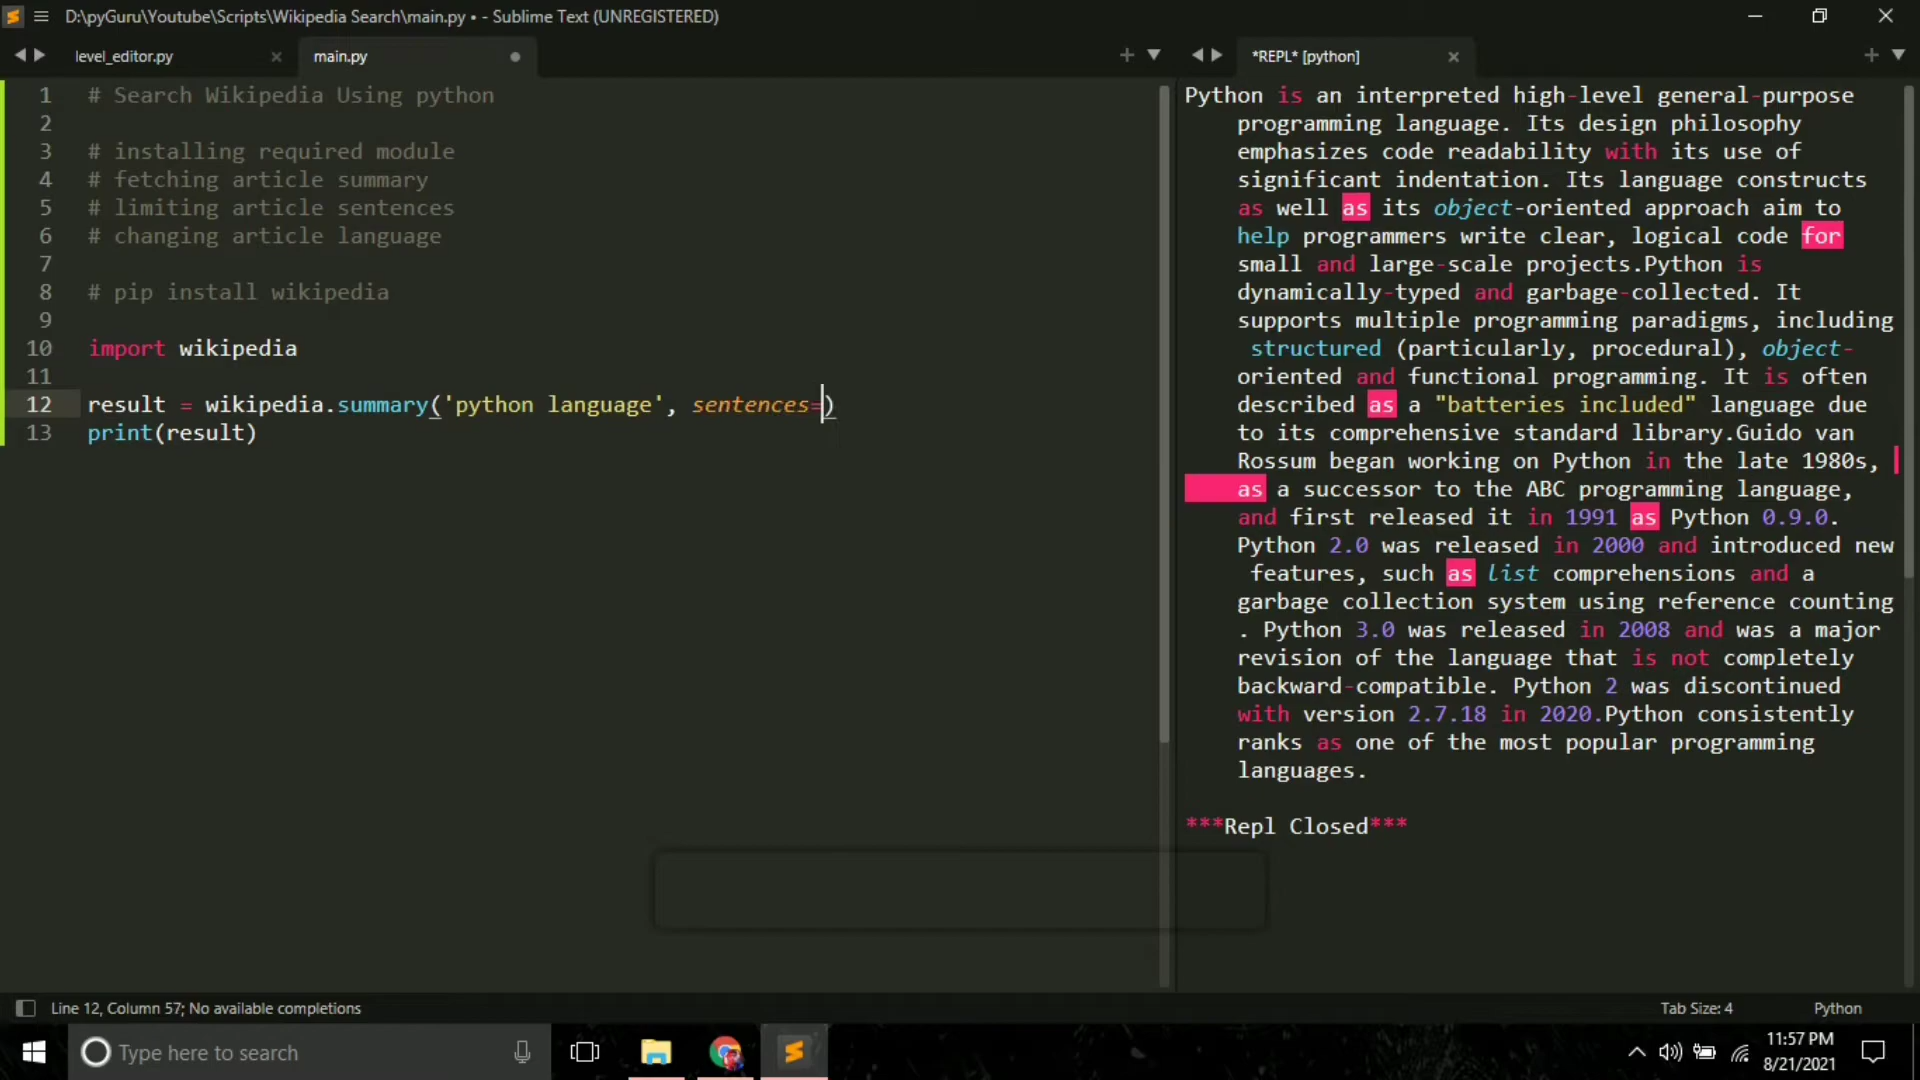 D:\pyGuru\Youtube\Scripts\Wikipedia Search\main.py • - Sublime Text (UNREGISTERED)
level_editor.py
main.py
*REPL* [python]
1 # Search Wikipedia Using python
2
3 # installing required module
4 # fetching article summary
5 # limiting article sentences
6 # changing article language
7
8 # pip install wikipedia
9
10 import wikipedia
11
12 result = wikipedia.summary('python language', sentences=)
13 print(result)
Python is an interpreted high-level general-purpose
programming language. Its design philosophy
emphasizes code readability with its use of
significant indentation. Its language constructs
as well as its object-oriented approach aim to
help programmers write clear, logical code for
small and large-scale projects.Python is
dynamically-typed and garbage-collected. It
supports multiple programming paradigms, including
structured (particularly, procedural), object-
oriented and functional programming. It is often
described as a "batteries included" language due
to its comprehensive standard library.Guido van
Rossum began working on Python in the late 1980s,
as a successor to the ABC programming language,
and first released it in 1991 as Python 0.9.0.
Python 2.0 was released in 2000 and introduced new
features, such as list comprehensions and a
garbage collection system using reference counting
. Python 3.0 was released in 2008 and was a major
revision of the language that is not completely
backward-compatible. Python 2 was discontinued
with version 2.7.18 in 2020.Python consistently
ranks as one of the most popular programming
languages.
***Repl Closed***
Line 12, Column 57; No available completions
Tab Size: 4
Python
Type here to search
11:57 PM
8/21/2021